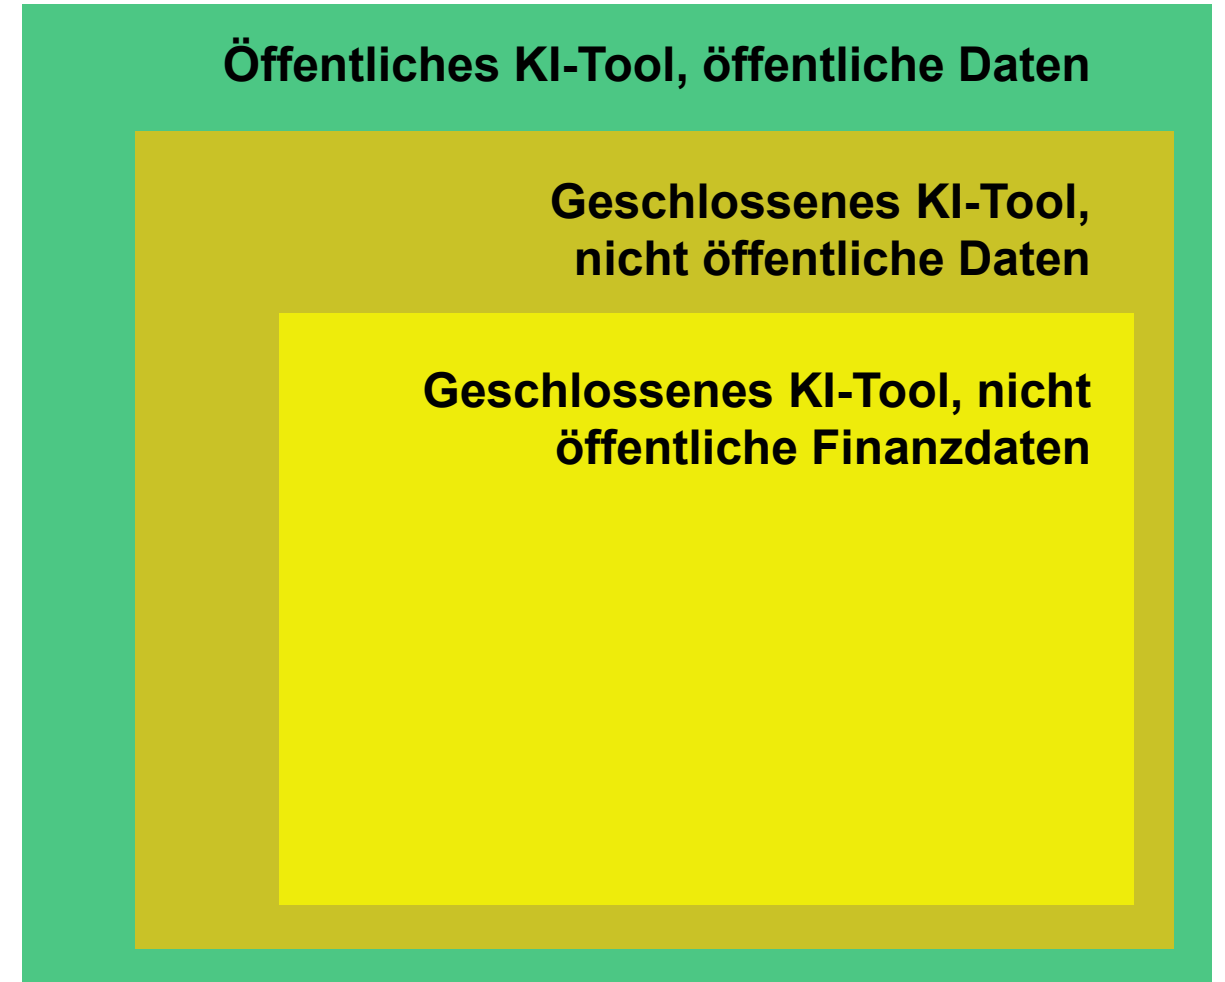 Öffentliches KI-Tool, öffentliche Daten
Geschlossenes KI-Tool,
nicht öffentliche Daten
Geschlossenes KI-Tool, nicht
öffentliche Finanzdaten